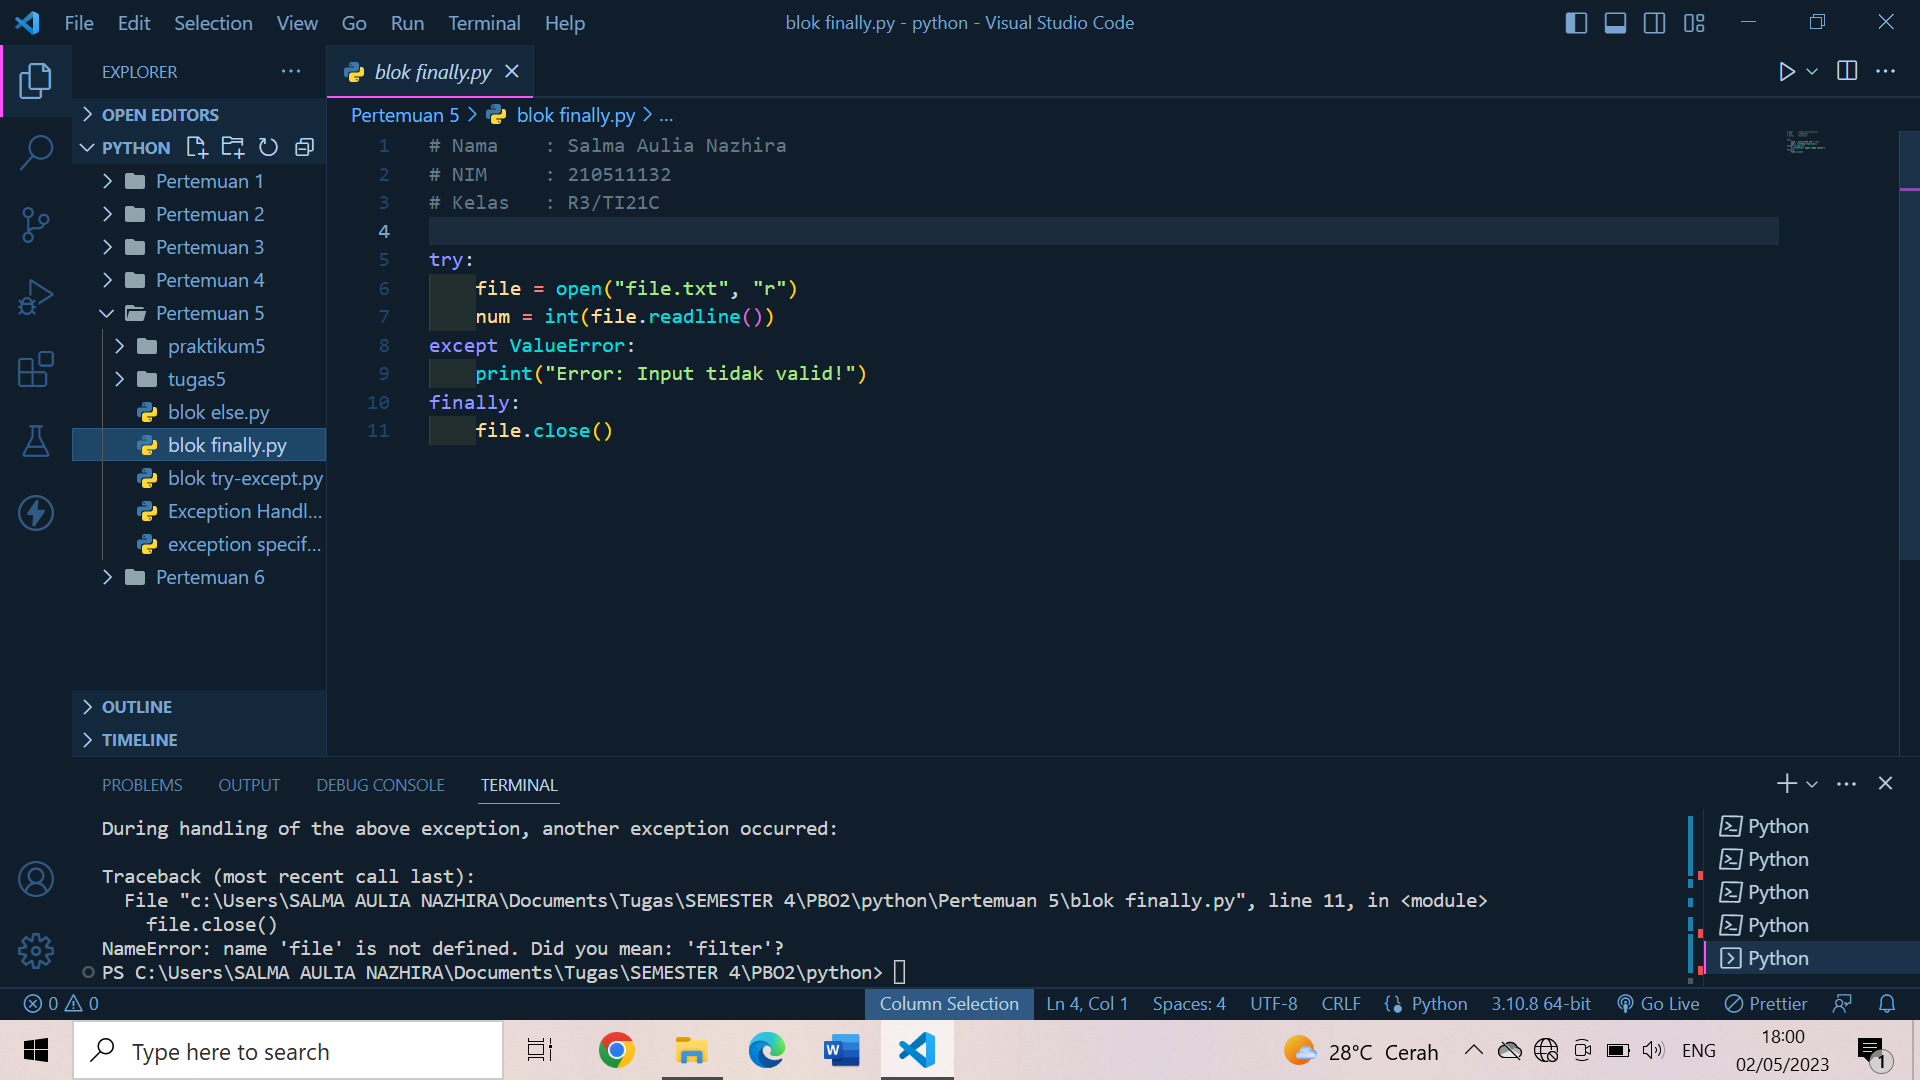 File Edit Selection View Go Run Terminal Help
blok finally.py - python - Visual Studio Code
EXPLORER
OPEN EDITORS
PYTHON
Pertemuan 1
Pertemuan 2
Pertemuan 3
Pertemuan 4
Pertemuan 5
praktikum5
tugas5
blok else.py
blok finally.py
blok try-except.py
Exception Handl...
exception specif...
Pertemuan 6
OUTLINE
TIMELINE
blok finally.py
Pertemuan 5 > blok finally.py > ...
1 # Nama    : Salma Aulia Nazhira
2 # NIM     : 210511132
3 # Kelas   : R3/TI21C
4
5 try:
6     file = open("file.txt", "r")
7     num = int(file.readline())
8 except ValueError:
9     print("Error: Input tidak valid!")
10 finally:
11     file.close()
PROBLEMS OUTPUT DEBUG CONSOLE TERMINAL
During handling of the above exception, another exception occurred:
Traceback (most recent call last):
  File "c:\Users\SALMA AULIA NAZHIRA\Documents\Tugas\SEMESTER 4\PBO2\python\Pertemuan 5\blok finally.py", line 11, in <module>
    file.close()
NameError: name 'file' is not defined. Did you mean: 'filter'?
PS C:\Users\SALMA AULIA NAZHIRA\Documents\Tugas\SEMESTER 4\PBO2\python>
Python
Python
Python
Python
Python
0 0 Column Selection Ln 4, Col 1 Spaces: 4 UTF-8 CRLF Python 3.10.8 64-bit Go Live Prettier
Type here to search
28°C Cerah
ENG
18:00
02/05/2023
1